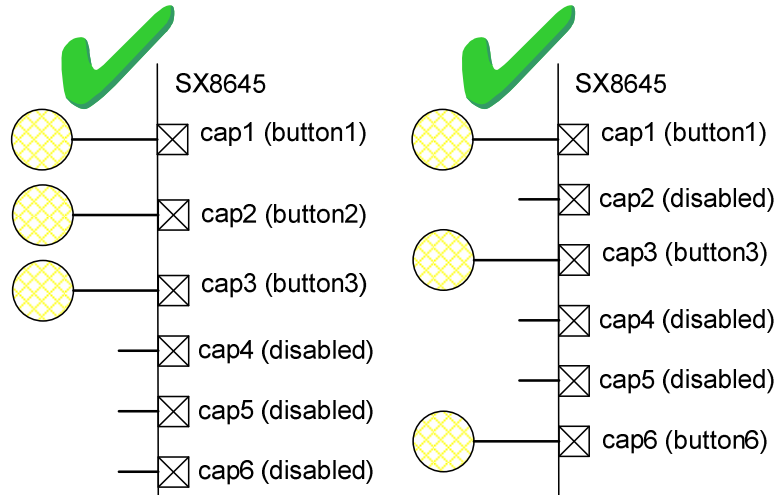 SX8645
cap1 (button1)
cap2 (button2)
cap3 (button3)
cap4 (disabled)
cap5 (disabled)
cap6 (disabled)
SX8645
cap1 (button1)
cap2 (disabled)
cap3 (button3)
cap4 (disabled)
cap5 (disabled)
cap6 (button6)